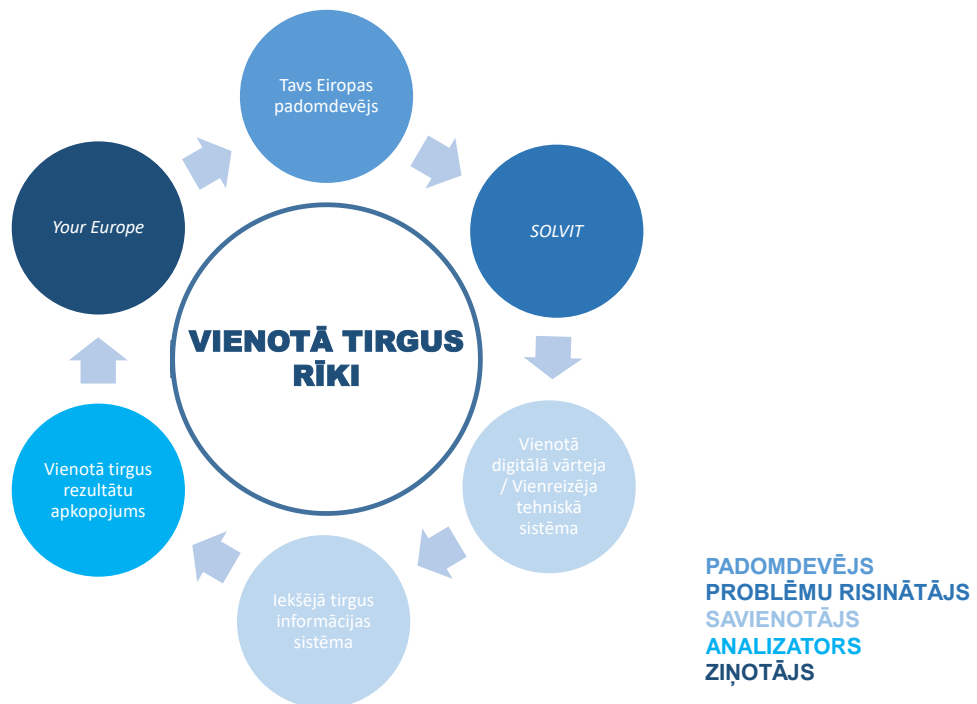 Tavs Eiropas
padomdevējs
Your Europe
SOLVIT
VIENOTĀ TIRGUS
RĪKI
Vienotā
digitālā vārteja
/ Vienreizēja
tehniskā
sistēma
Vienotā tirgus
rezultātu
apkopojums
Iekšējā tirgus
informācijas
sistēma
PADOMDEVĒJS
PROBLĒMU RISINĀTĀJS
SAVIENOTĀJS
ANALIZATORS
ZIŅOTĀJS